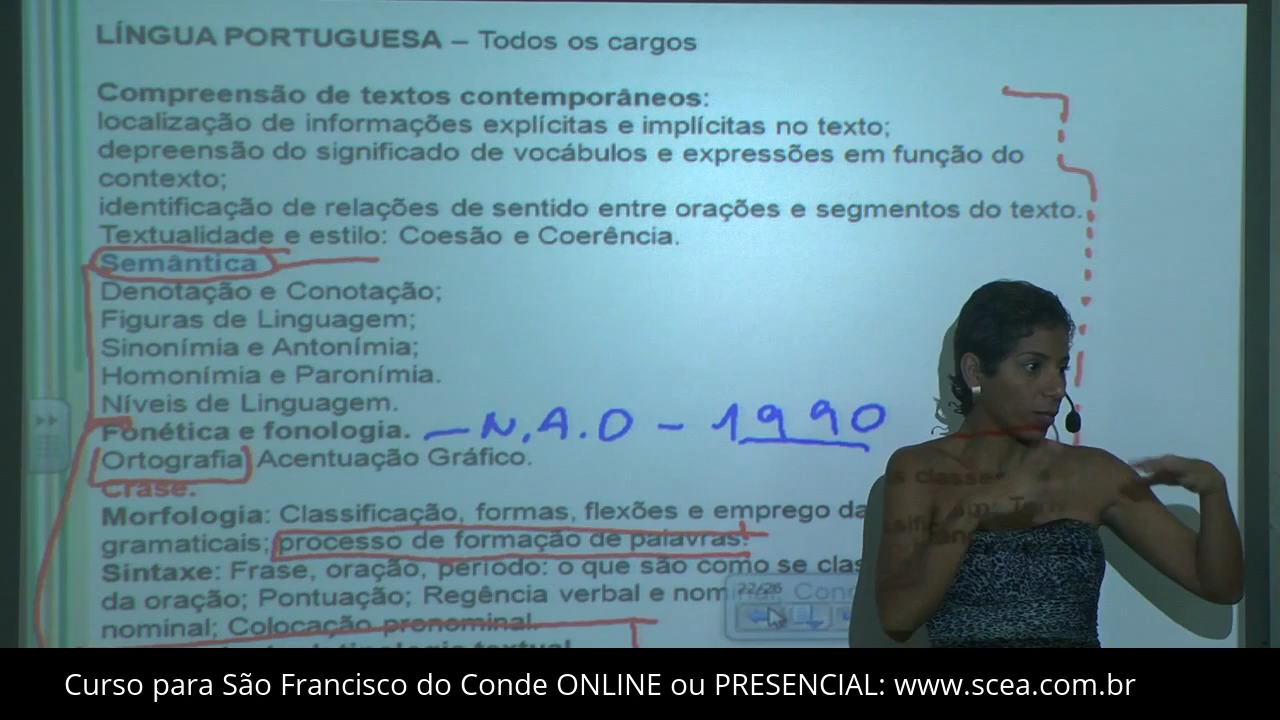 LÍNGUA PORTUGUESA – Todos os cargos
Compreensão de textos contemporâneos:
localização de informações explícitas e implícitas no texto;
depreensão do significado de vocábulos e expressões em função do
contexto;
identificação de relações de sentido entre orações e segmentos do texto.
Textualidade e estilo: Coesão e Coerência.
Semântica
Denotação e Conotação;
Figuras de Linguagem;
Sinonímia e Antonímia;
Homonímia e Paronímia.
Níveis de Linguagem.
Fonética e fonologia. – N.A.O – 1990
Ortografia Acentuação Gráfico.
Crase.
Morfologia: Classificação, formas, flexões e emprego da s classes
gramaticais; processo de formação de palavras.
Sintaxe: Frase, oração, período: o que são como se clas
da oração; Pontuação; Regência verbal e nom
nominal; Colocação pronominal.
22/26
Curso para São Francisco do Conde ONLINE ou PRESENCIAL: www.scea.com.br